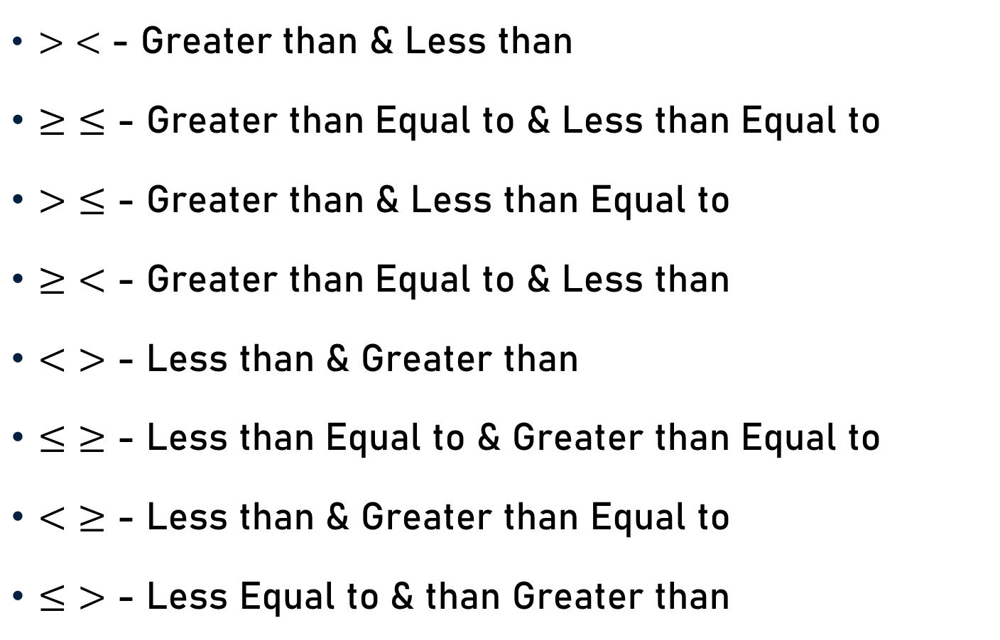 • > < - Greater than & Less than
• ≥ ≤ - Greater than Equal to & Less than Equal to
• > ≤ - Greater than & Less than Equal to
• ≥ < - Greater than Equal to & Less than
• < > - Less than & Greater than
• ≤ ≥ - Less than Equal to & Greater than Equal to
• < ≥ - Less than & Greater than Equal to
• ≤ > - Less Equal to & than Greater than